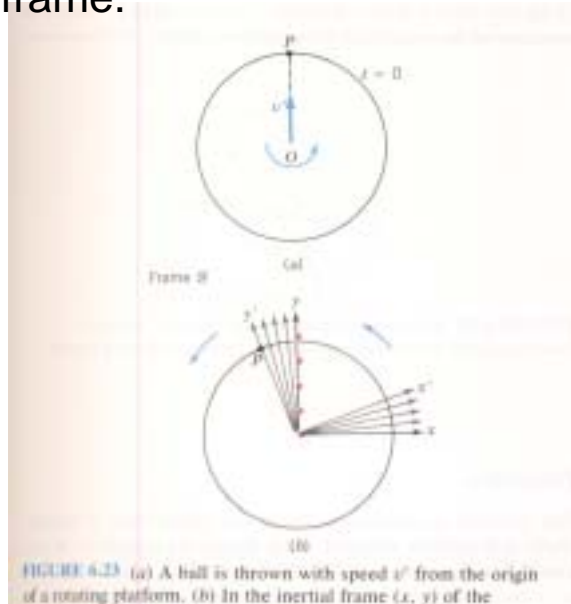 frame.
P
t = 0
v'
O
(a)
Frame
y' y
P
x'
x
(b)
FIGURE 6.23 (a) A ball is thrown with speed v' from the origin
of a rotating platform. (b) In the inertial frame (x, y) of the